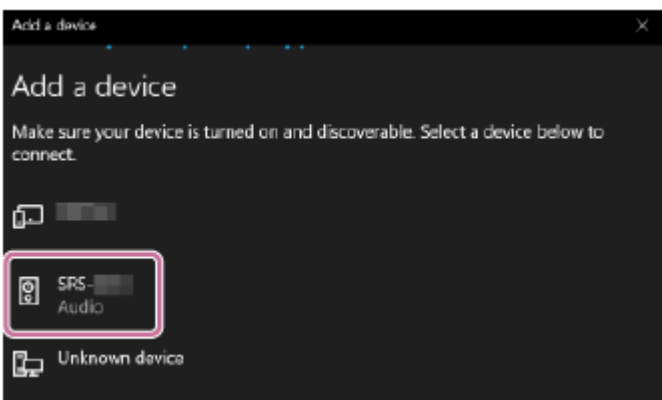 Add a device
Add a device
Make sure your device is turned on and discoverable. Select a device below to
connect.
SRS-
Audio
Unknown device